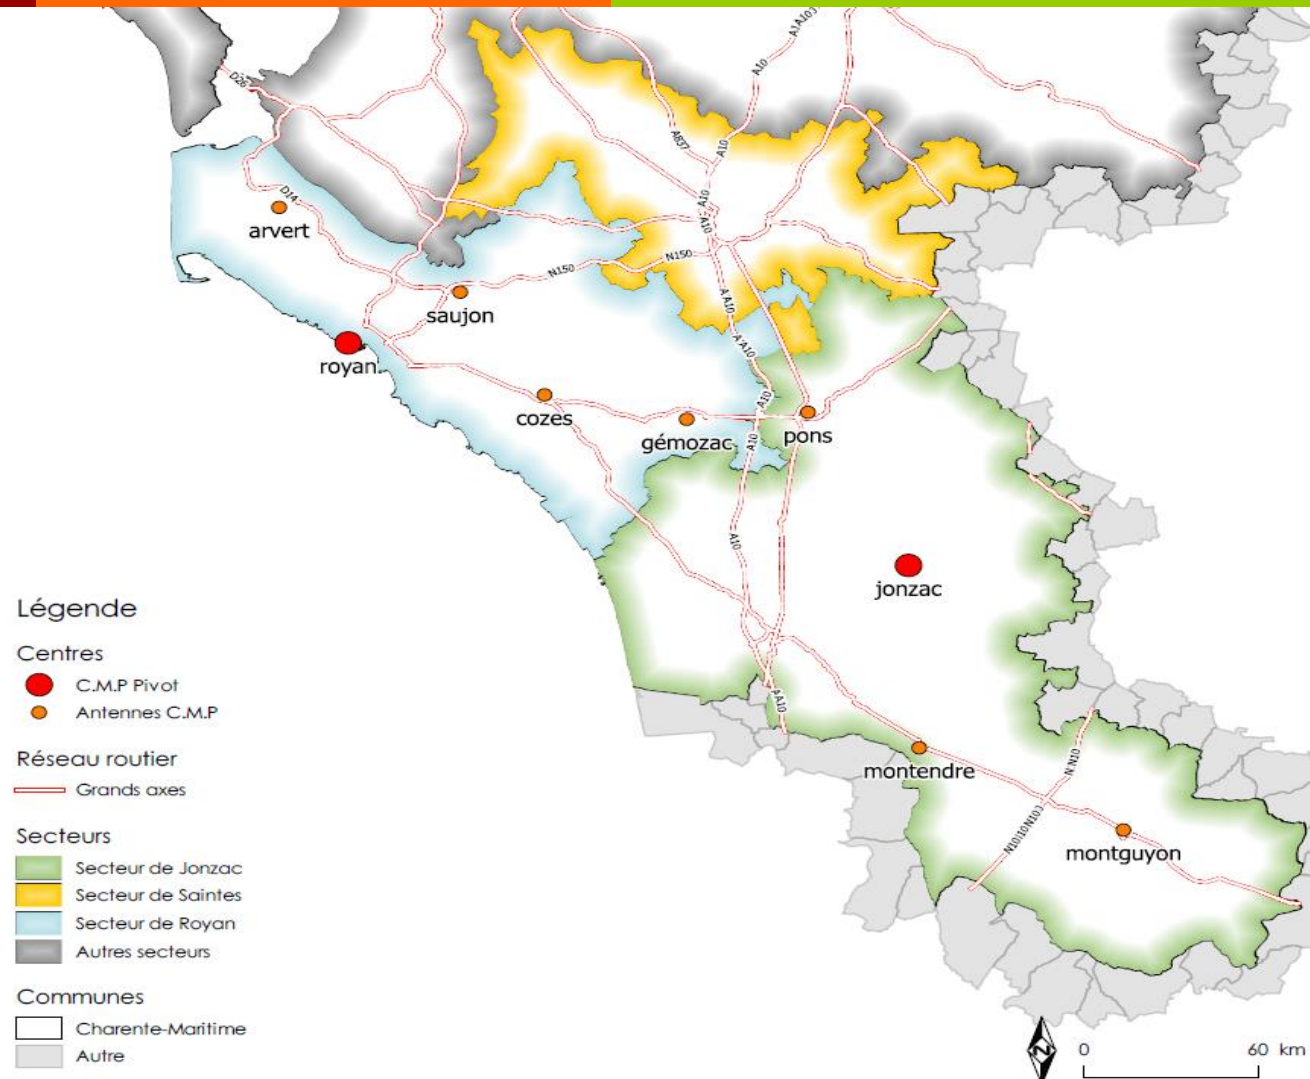 A10
A10
D26
A837
A10
A10
A10
D14
arvert
N150
N150
saujon
A'A10
A'A10
royan
cozes
A10
gémozac
A10
pons
A10
jonzac
Légende
Centres
C.M.P Pivot
Antennes C.M.P
AA10
Réseau routier
Grands axes
N'N10
montendre
Secteurs
Secteur de Jonzac
montguyon
Secteur de Saintes
Secteur de Royan
Autres secteurs
Communes
Charente-Maritime
Autre
N
0 60 km